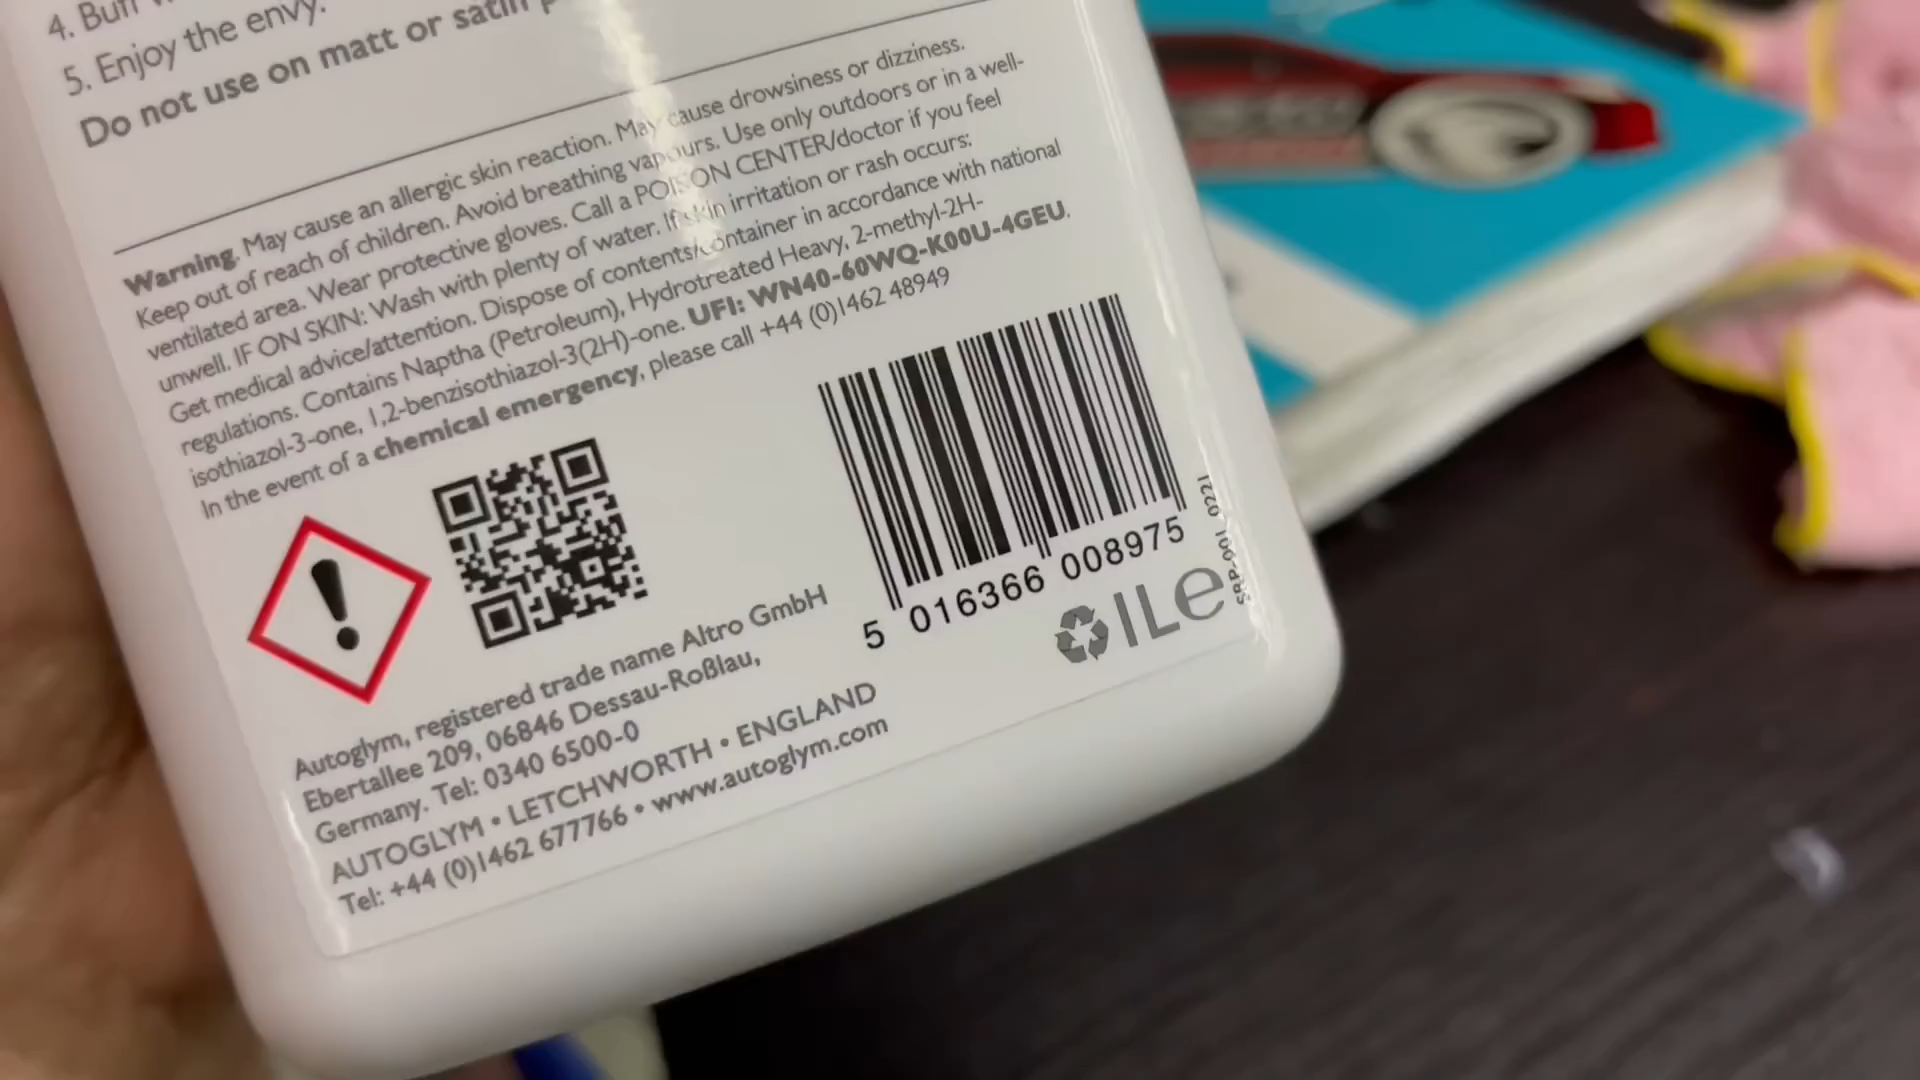 4. Buff
5. Enjoy the envy.
Do not use on matt or satin
Warning. May cause an allergic skin reaction. May cause drowsiness or dizziness.
Keep out of reach of children. Avoid breathing vapours. Use only outdoors or in a well-
ventilated area. Wear protective gloves. Call a POISON CENTER/doctor if you feel
unwell. IF ON SKIN: Wash with plenty of water. If skin irritation or rash occurs:
Get medical advice/attention. Dispose of contents/container in accordance with national
regulations. Contains Naptha (Petroleum), Hydrotreated Heavy, 2-methyl-2H-
isothiazol-3-one, 1,2-benzisothiazol-3(2H)-one. UFI: WN40-60WQ-K00U-4GEU.
In the event of a chemical emergency, please call +44 (0)1462 48949
5 016366 008975
SRP-001 0221
1Le
Autoglym, registered trade name Altro GmbH
Ebertallee 209, 06846 Dessau-Roßlau,
Germany. Tel: 0340 6500-0
AUTOGLYM • LETCHWORTH • ENGLAND
Tel: +44 (0)1462 677766 • www.autoglym.com